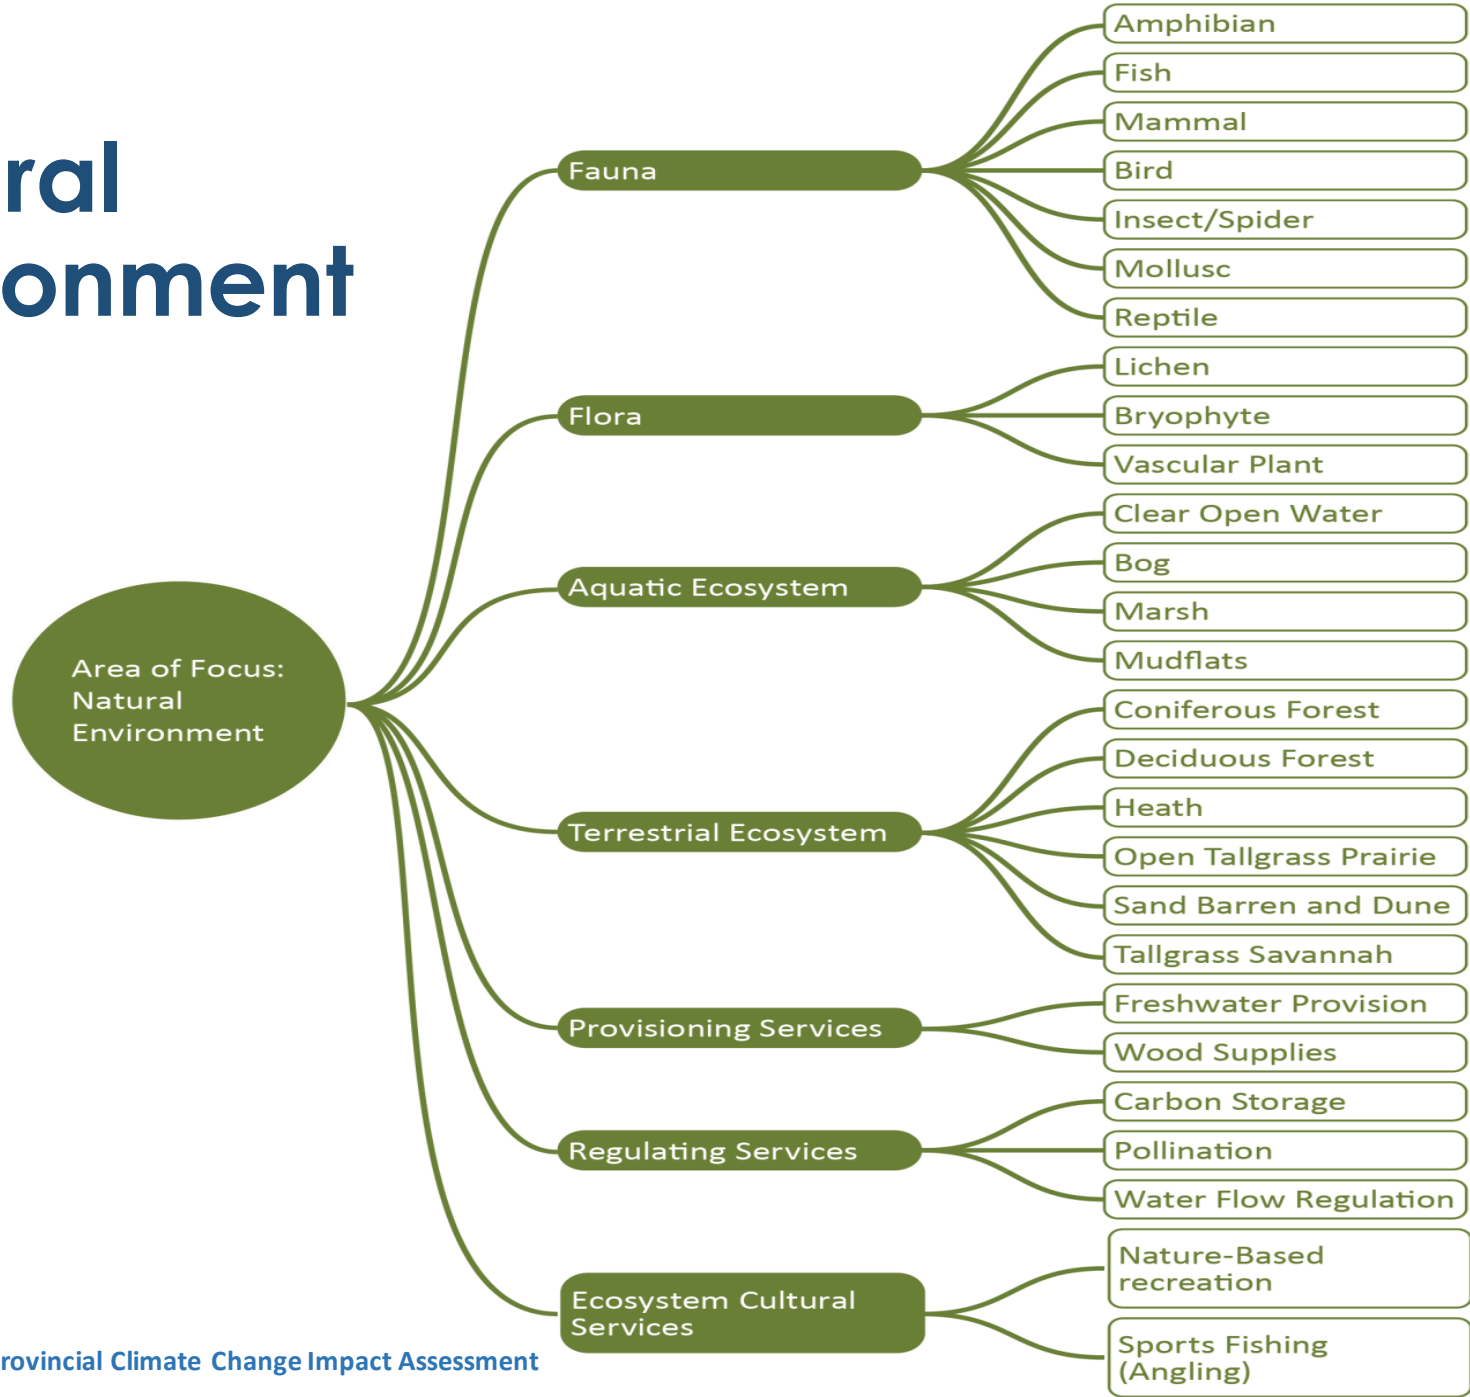 ral
onment
Area of Focus:
Natural
Environment
Fauna
Amphibian
Fish
Mammal
Bird
Insect/Spider
Mollusc
Reptile
Flora
Lichen
Bryophyte
Vascular Plant
Aquatic Ecosystem
Clear Open Water
Bog
Marsh
Mudflats
Terrestrial Ecosystem
Coniferous Forest
Deciduous Forest
Heath
Open Tallgrass Prairie
Sand Barren and Dune
Tallgrass Savannah
Provisioning Services
Freshwater Provision
Wood Supplies
Regulating Services
Carbon Storage
Pollination
Water Flow Regulation
Ecosystem Cultural
Services
Nature-Based
recreation
Sports Fishing
(Angling)
rovincial Climate Change Impact Assessment